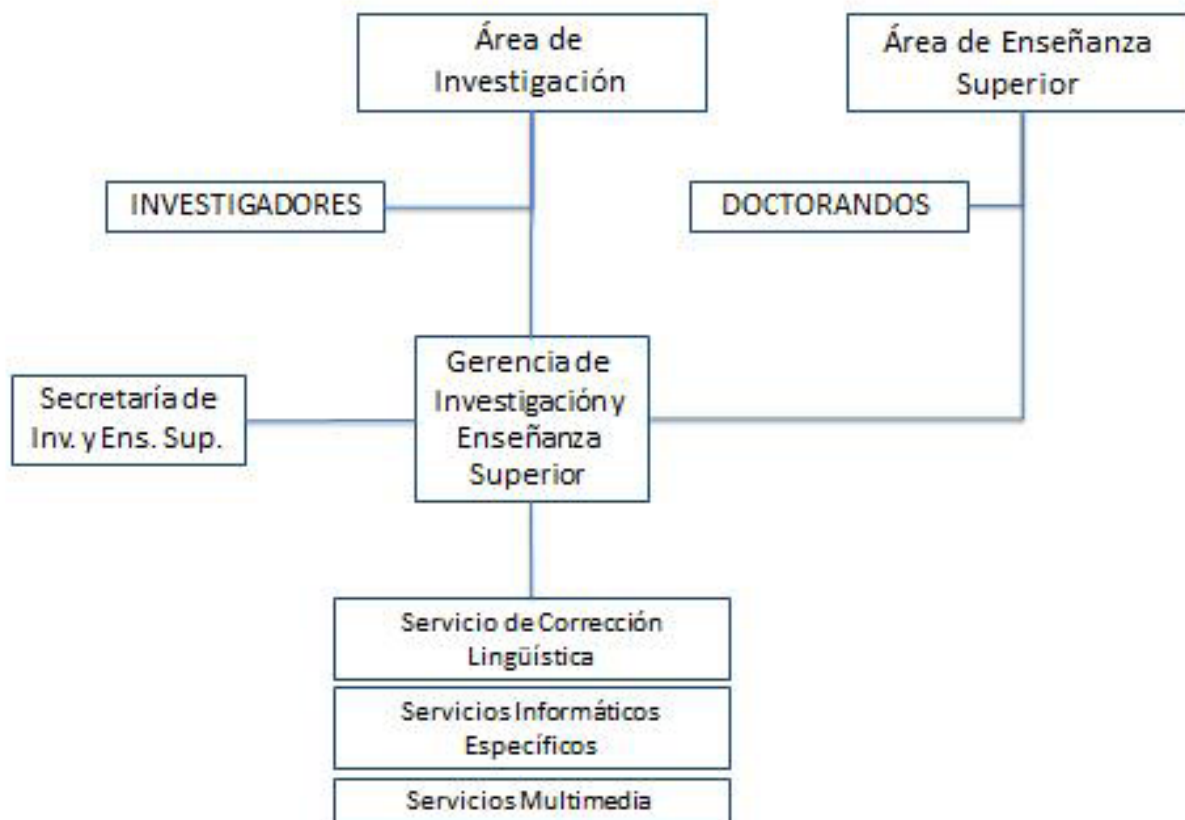 Área de
Investigación
Área de Enseñanza
Superior
INVESTIGADORES
DOCTORANDOS
Gerencia de
Investigación y
Enseñanza
Superior
Secretaría de
Inv. y Ens. Sup.
Servicio de Corrección
Lingüística
Servicios Informáticos
Específicos
Servicios Multimedia